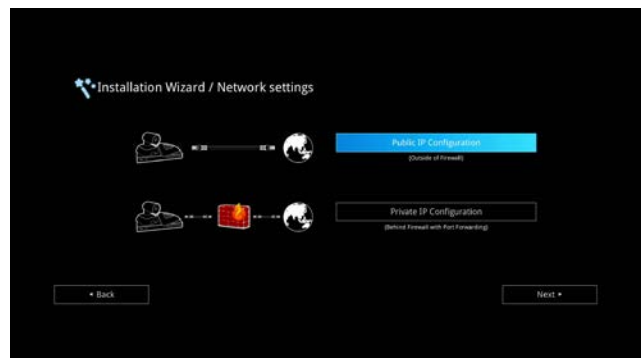 Installation Wizard / Network settings
Public IP Configuration
(Outside of Firewall)
Private IP Configuration
(Behind Firewall with Port Forwarding)
Back
Next